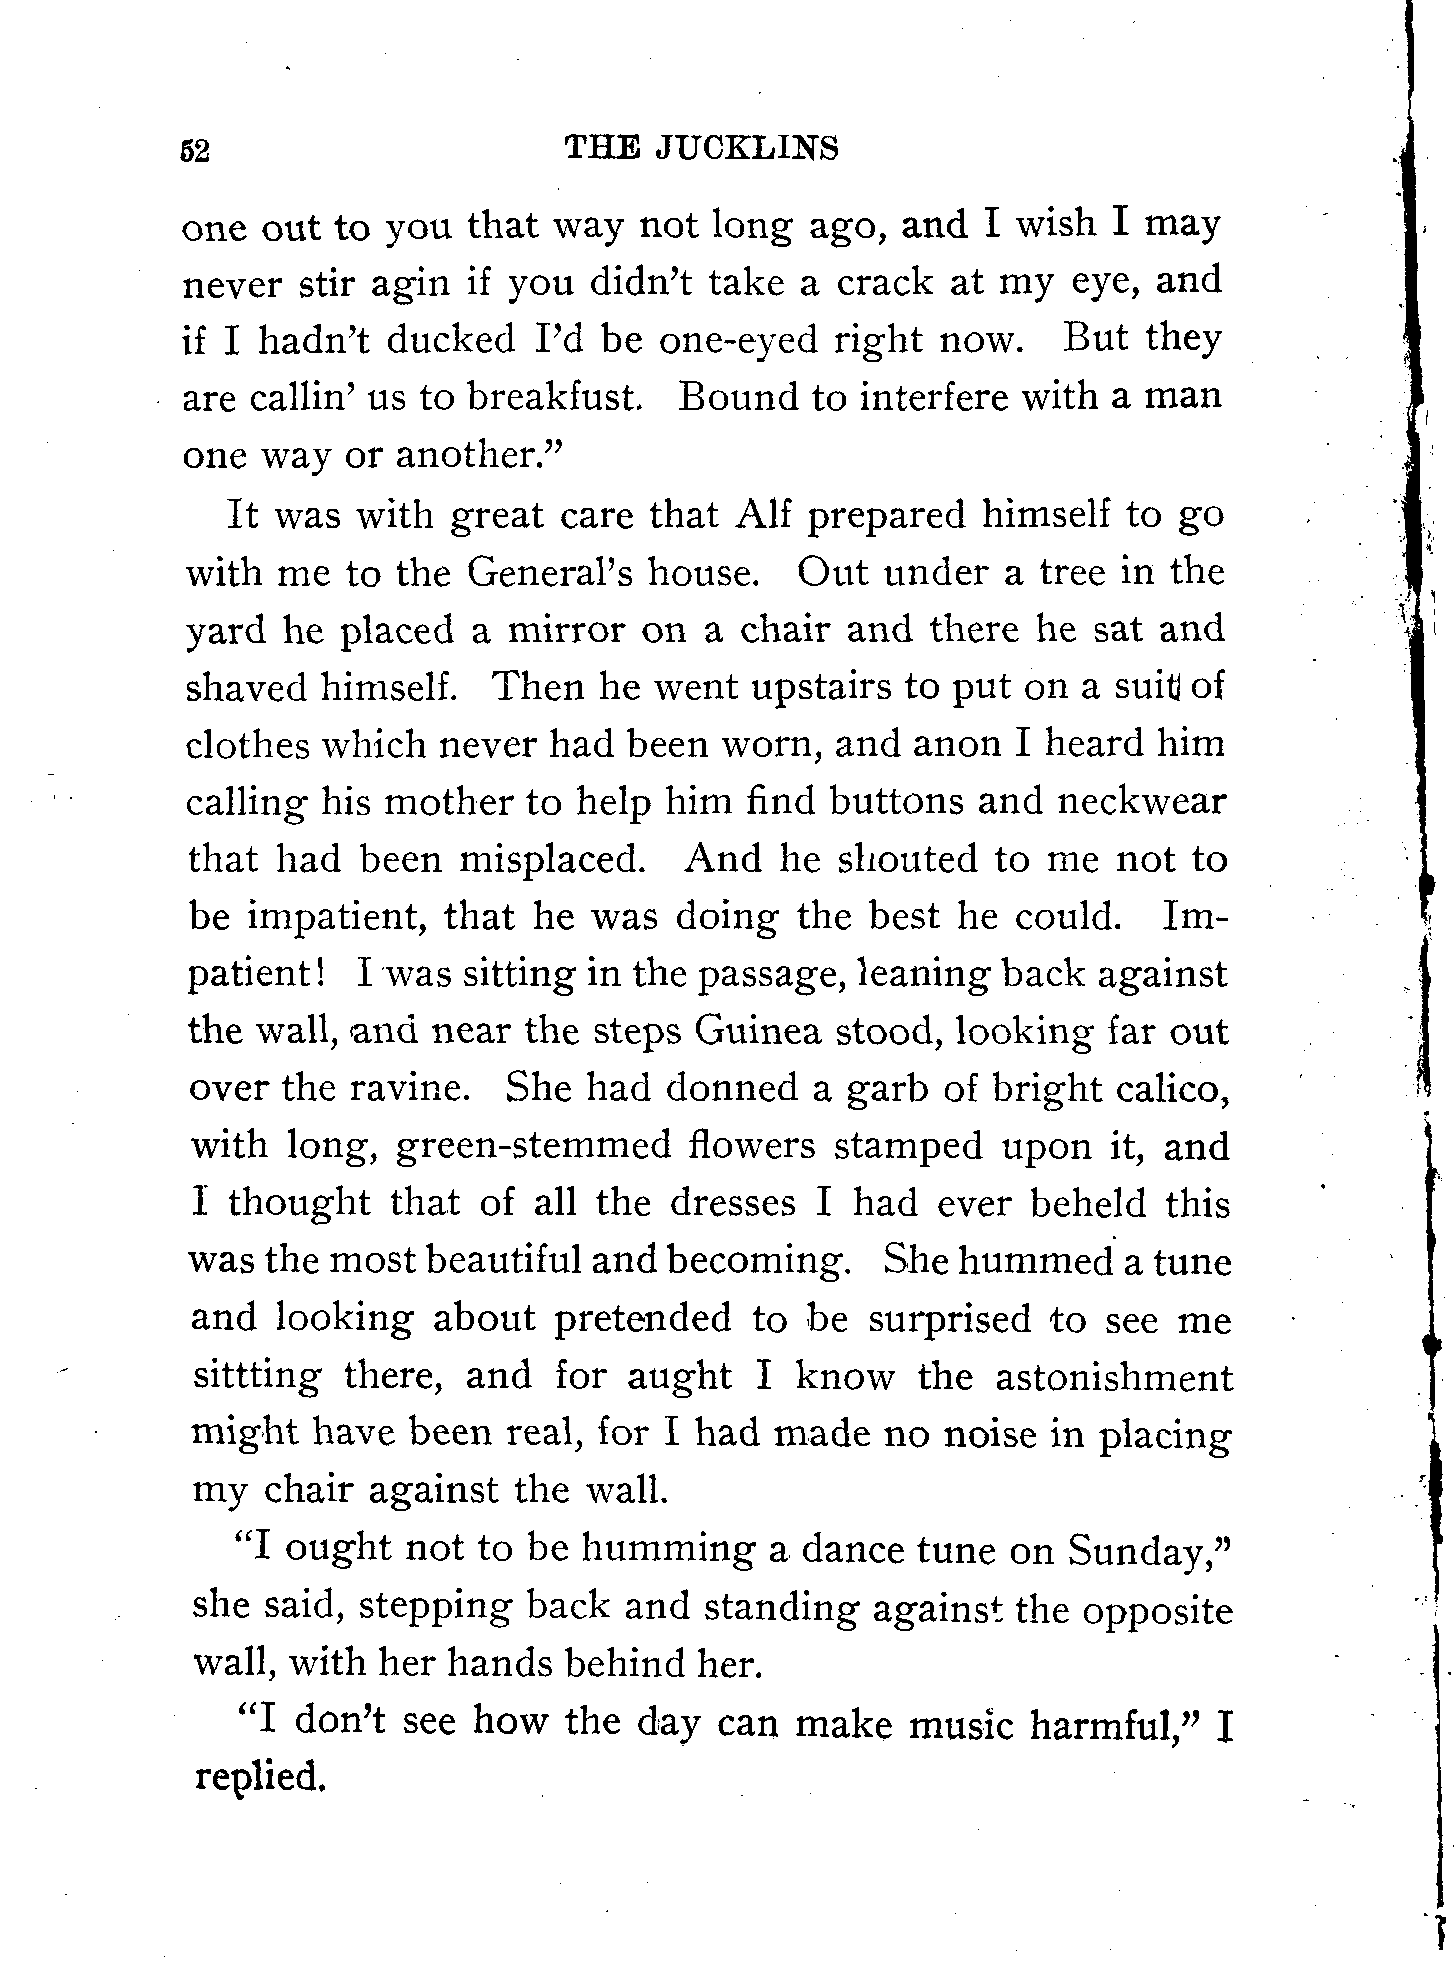 52 THE JUCKLINS
one out to you that way not long ago, and I wish I may
never stir agin if you didn't take a crack at my eye, and
if I hadn't ducked I'd be one-eyed right now. But they
are callin' us to breakfust. Bound to interfere with a man
one way or another."
It was with great care that Alf prepared himself to go
with me to the General's house. Out under a tree in the
yard he placed a mirror on a chair and there he sat and
shaved himself. Then he went upstairs to put on a suit of
clothes which never had been worn, and anon I heard him
calling his mother to help him find buttons and neckwear
that had been misplaced. And he shouted to me not to
be impatient, that he was doing the best he could. Im-
patient! I was sitting in the passage, leaning back against
the wall, and near the steps Guinea stood, looking far out
over the ravine. She had donned a garb of bright calico,
with long, green-stemmed flowers stamped upon it, and
I thought that of all the dresses I had ever beheld this
was the most beautiful and becoming. She hummed a tune
and looking about pretended to be surprised to see me
sittting there, and for aught I know the astonishment
might have been real, for I had made no noise in placing
my chair against the wall.
"I ought not to be humming a dance tune on Sunday,"
she said, stepping back and standing against the opposite
wall, with her hands behind her.
"I don't see how the day can make music harmful," I
replied.